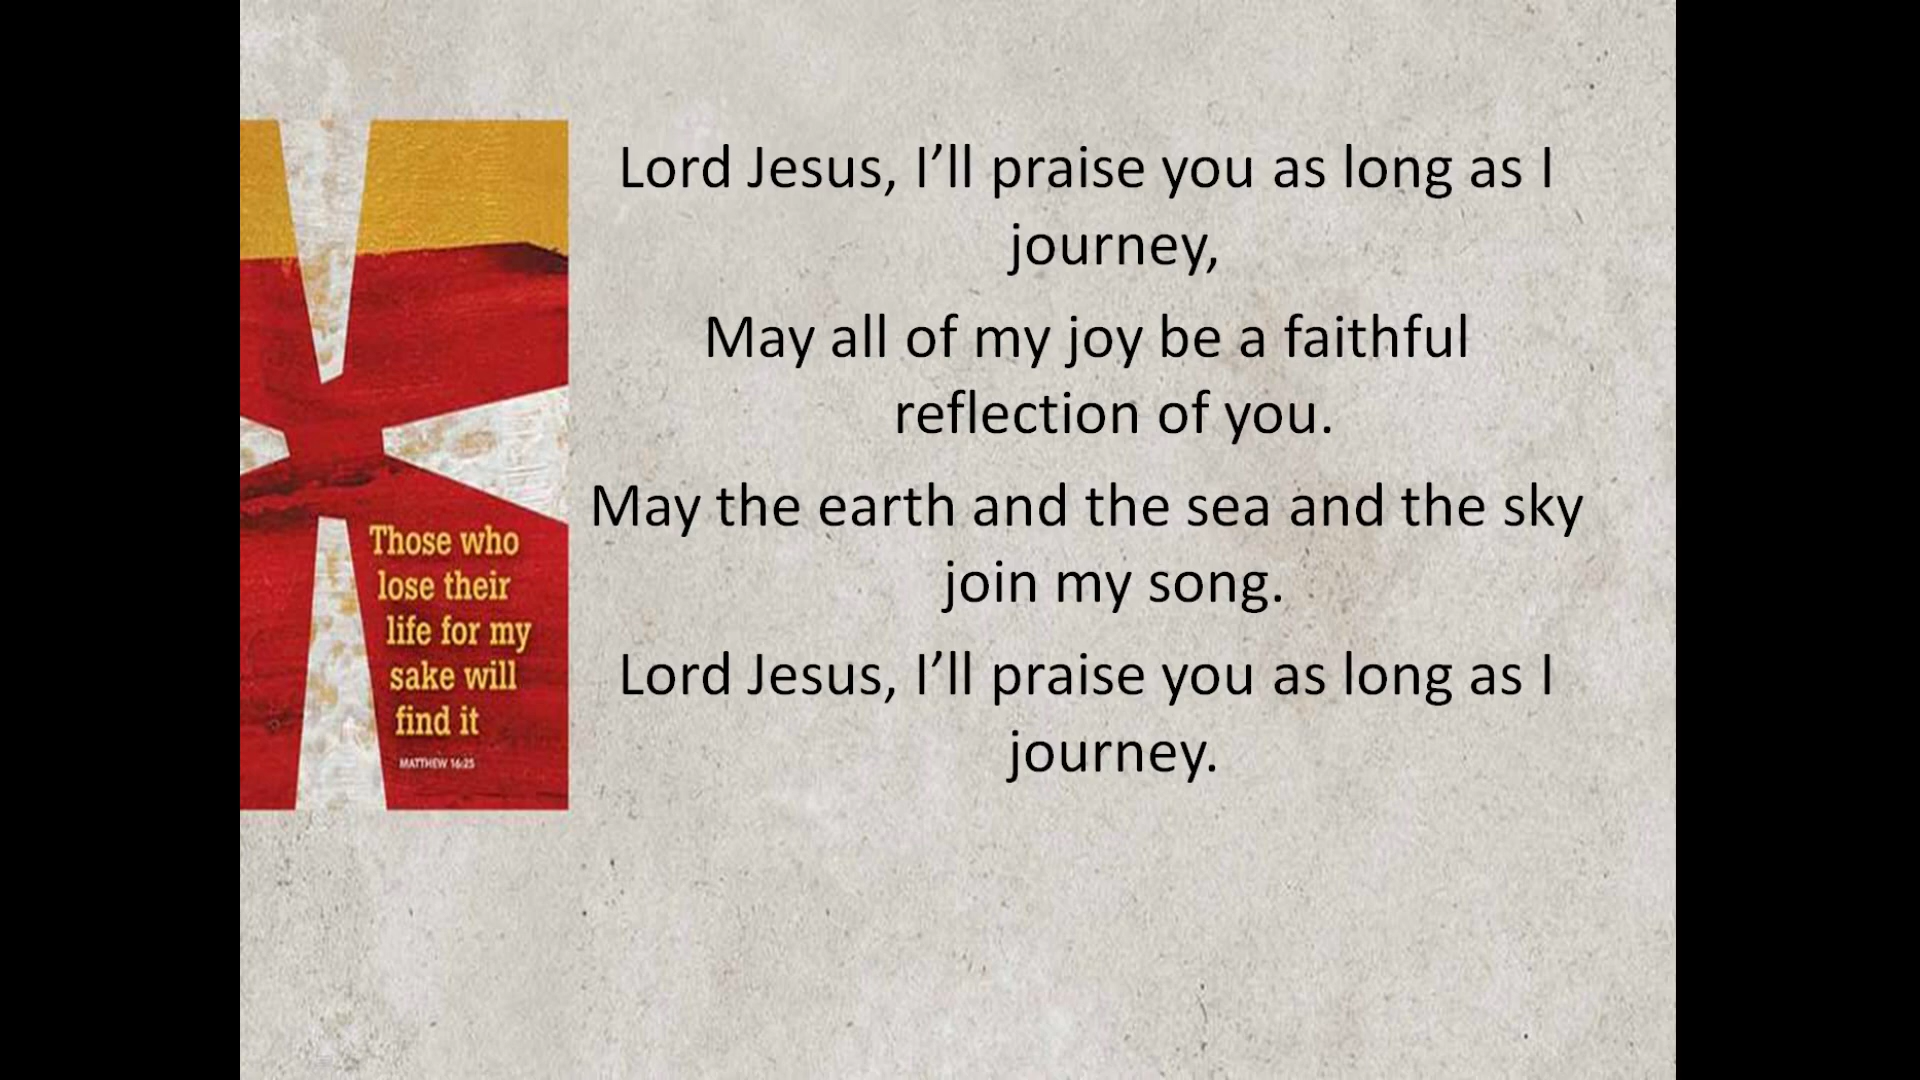 Lord Jesus, I’ll praise you as long as I
journey,
May all of my joy be a faithful
reflection of you.
May the earth and the sea and the sky
join my song.
Lord Jesus, I’ll praise you as long as I
journey.
Those who
lose their
life for my
sake will
find it
MATTHEW 16:25